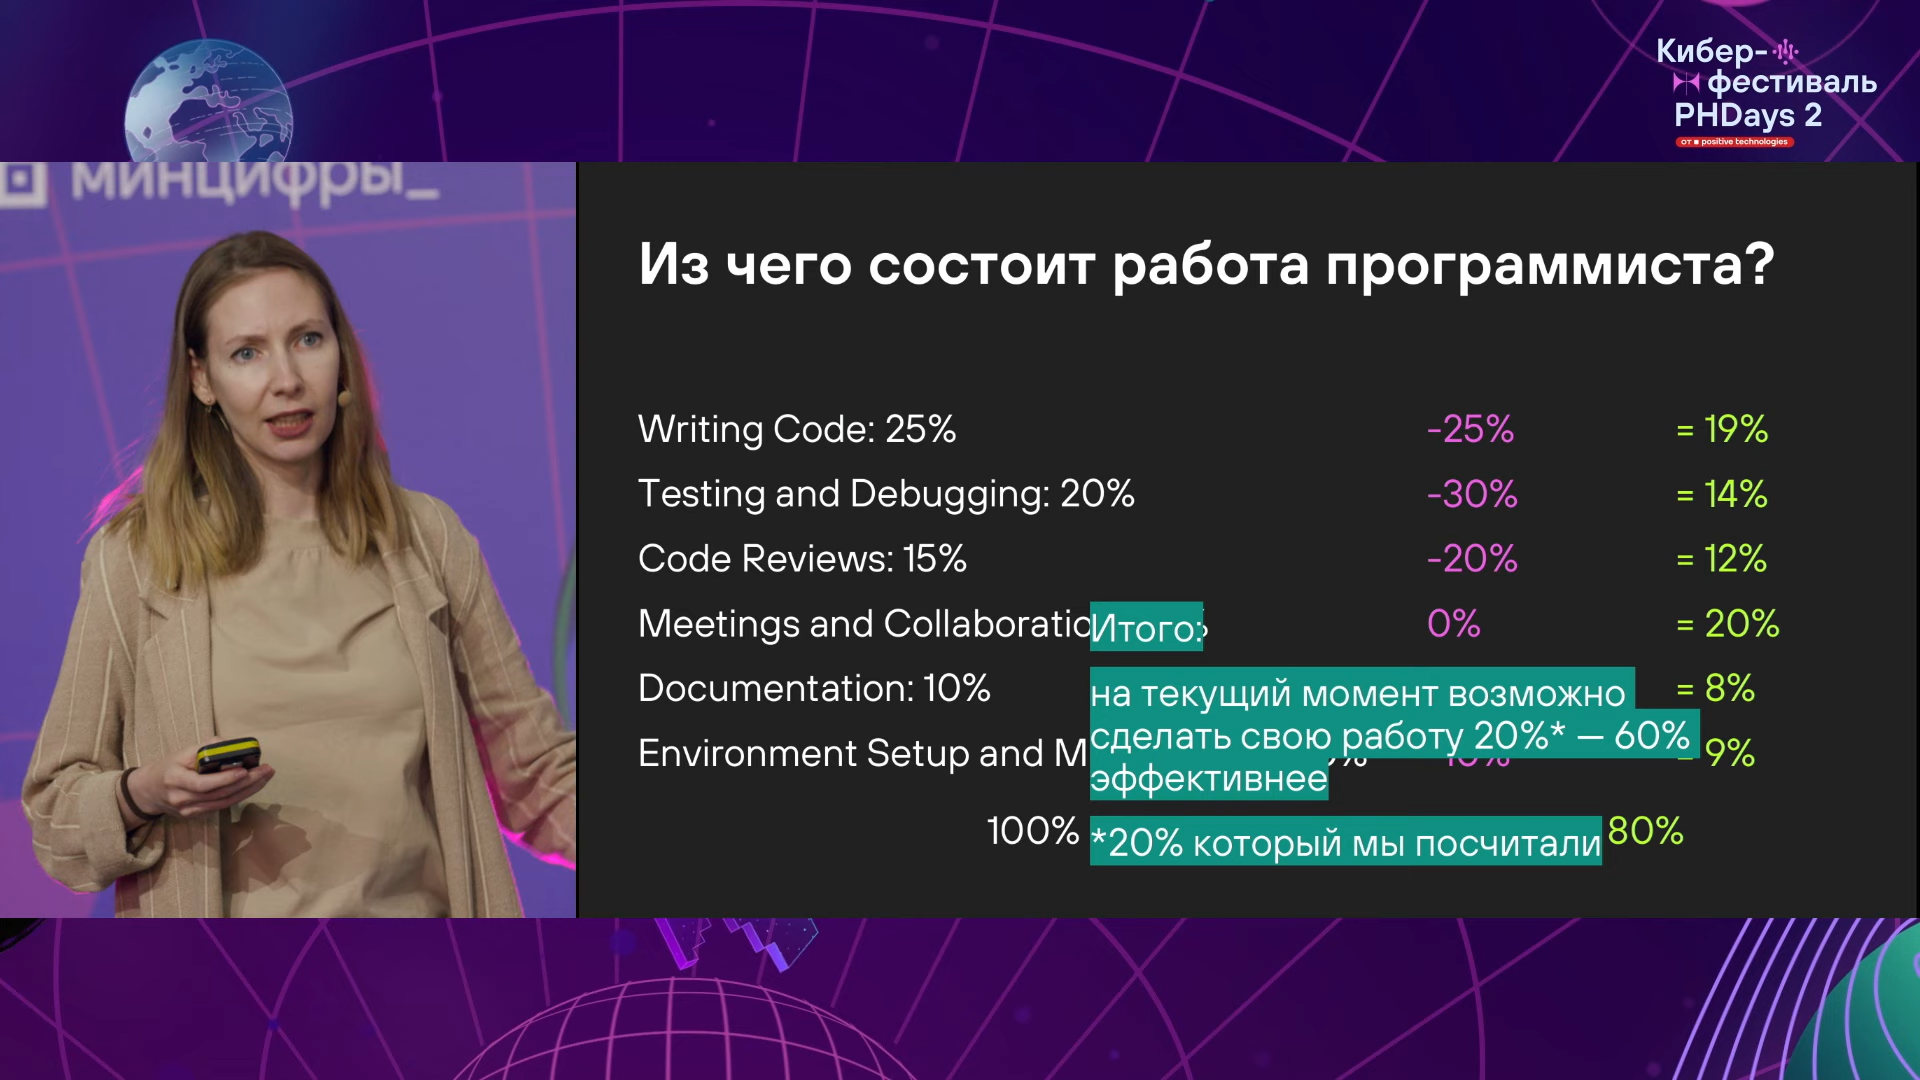 Кибер-
фестиваль
PHDays 2
от positive technologies
минцифры_
Из чего состоит работа программиста?
Writing Code: 25% -25% = 19%
Testing and Debugging: 20% -30% = 14%
Code Reviews: 15% -20% = 12%
Meetings and 0% = 20%
Итого:
Documentation: 10% = 8%
на текущий момент возможно
Environment Setup and 9%
сделать свою работу 20%* — 60%
эффективнее
100% 80%
*20% который мы посчитали